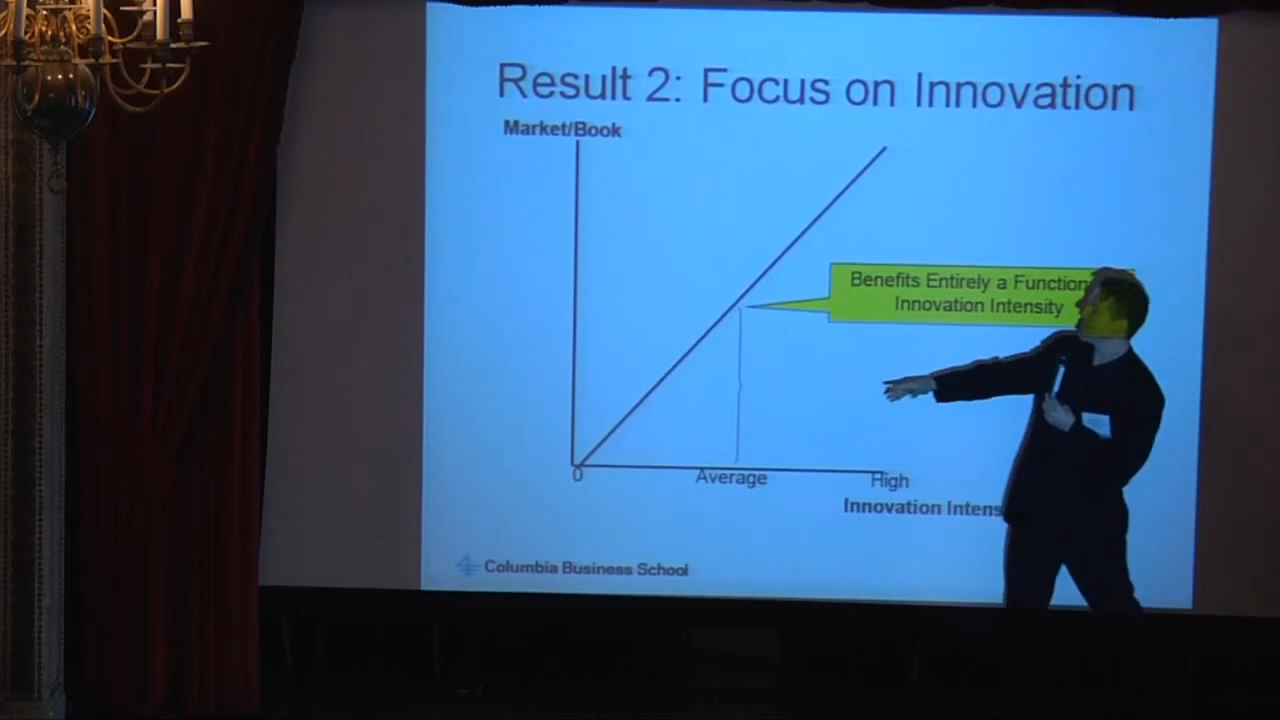 Result 2: Focus on Innovation
Market/Book
Benefits Entirely a Function
Innovation Intensity
0
Average
High
Innovation Intens
Columbia Business School